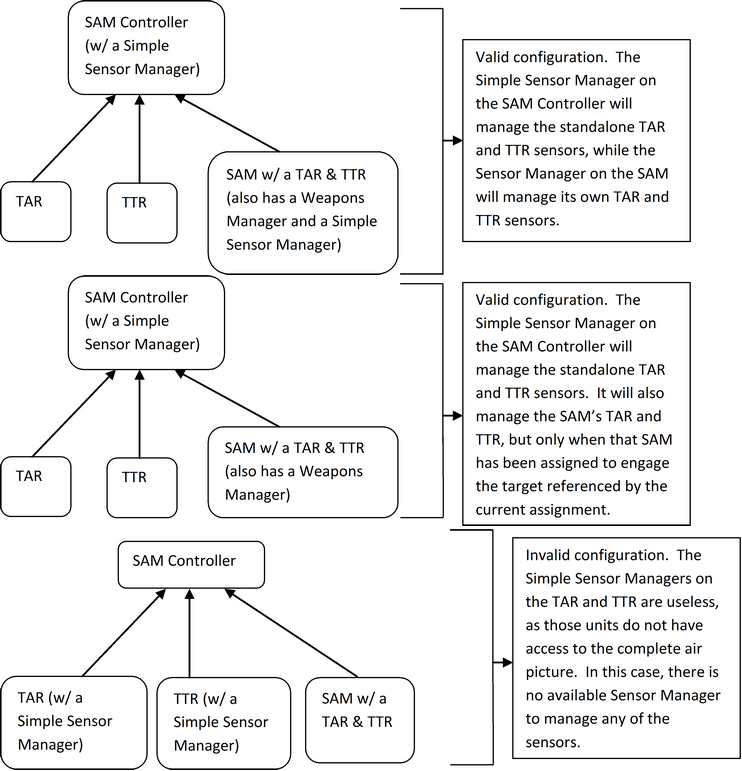 SAM Controller
(w/ a Simple
Sensor Manager)
TAR
TTR
SAM w/ a TAR & TTR
(also has a Weapons
Manager and a Simple
Sensor Manager)
Valid configuration.  The
Simple Sensor Manager on
the SAM Controller will
manage the standalone TAR
and TTR sensors, while the
Sensor Manager on the SAM
will manage its own TAR and
TTR sensors.
SAM Controller
(w/ a Simple
Sensor Manager)
TAR
TTR
SAM w/ a TAR & TTR
(also has a Weapons
Manager)
Valid configuration.  The
Simple Sensor Manager on
the SAM Controller will
manage the standalone TAR
and TTR sensors.  It will also
manage the SAM’s TAR and
TTR, but only when that SAM
has been assigned to engage
the target referenced by the
current assignment.
SAM Controller
TAR (w/ a
Simple Sensor
Manager)
TTR (w/ a
Simple Sensor
Manager)
SAM w/ a
TAR & TTR
Invalid configuration.  The
Simple Sensor Managers on
the TAR and TTR are useless,
as those units do not have
access to the complete air
picture.  In this case, there is
no available Sensor Manager
to manage any of the
sensors.